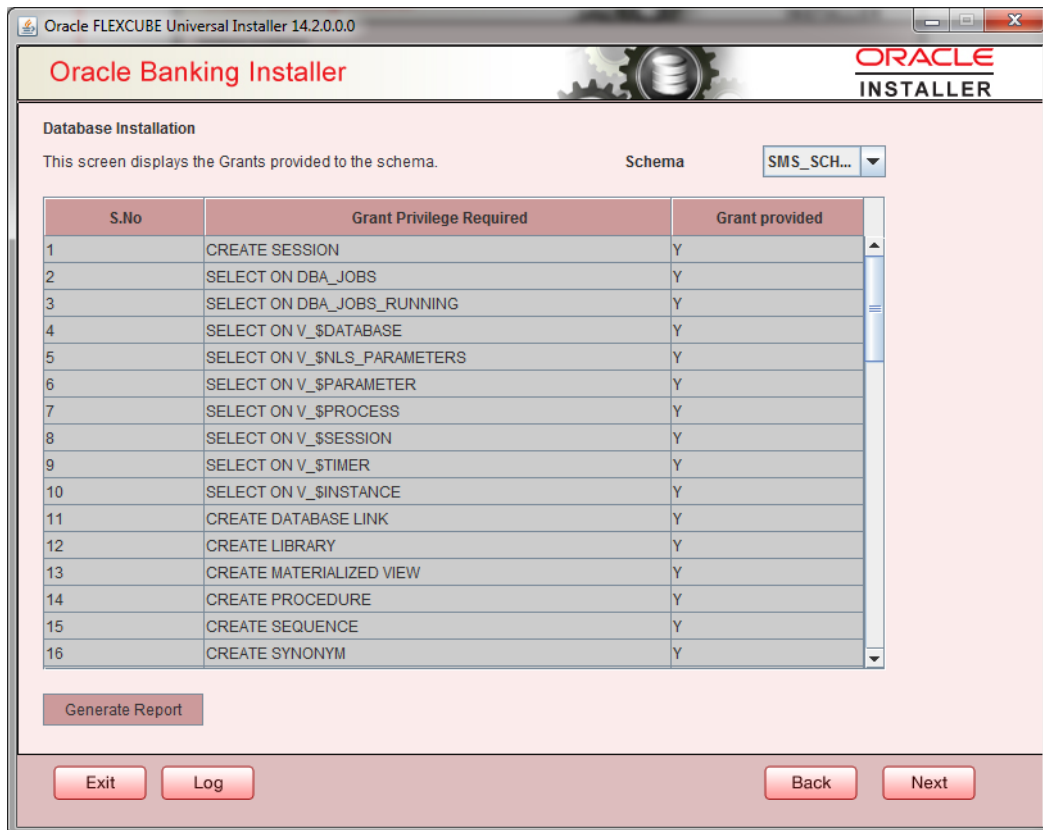 Oracle FLEXCUBE Universal Installer 14.2.0.0.0
Oracle Banking Installer
ORACLE
INSTALLER
Database Installation
This screen displays the Grants provided to the schema. Schema SMS_SCH...
S.No Grant Privilege Required Grant provided
1 CREATE SESSION Y
2 SELECT ON DBA_JOBS Y
3 SELECT ON DBA_JOBS_RUNNING Y
4 SELECT ON V_$DATABASE Y
5 SELECT ON V_$NLS_PARAMETERS Y
6 SELECT ON V_$PARAMETER Y
7 SELECT ON V_$PROCESS Y
8 SELECT ON V_$SESSION Y
9 SELECT ON V_$TIMER Y
10 SELECT ON V_$INSTANCE Y
11 CREATE DATABASE LINK Y
12 CREATE LIBRARY Y
13 CREATE MATERIALIZED VIEW Y
14 CREATE PROCEDURE Y
15 CREATE SEQUENCE Y
16 CREATE SYNONYM Y
Generate Report
Exit Log Back Next